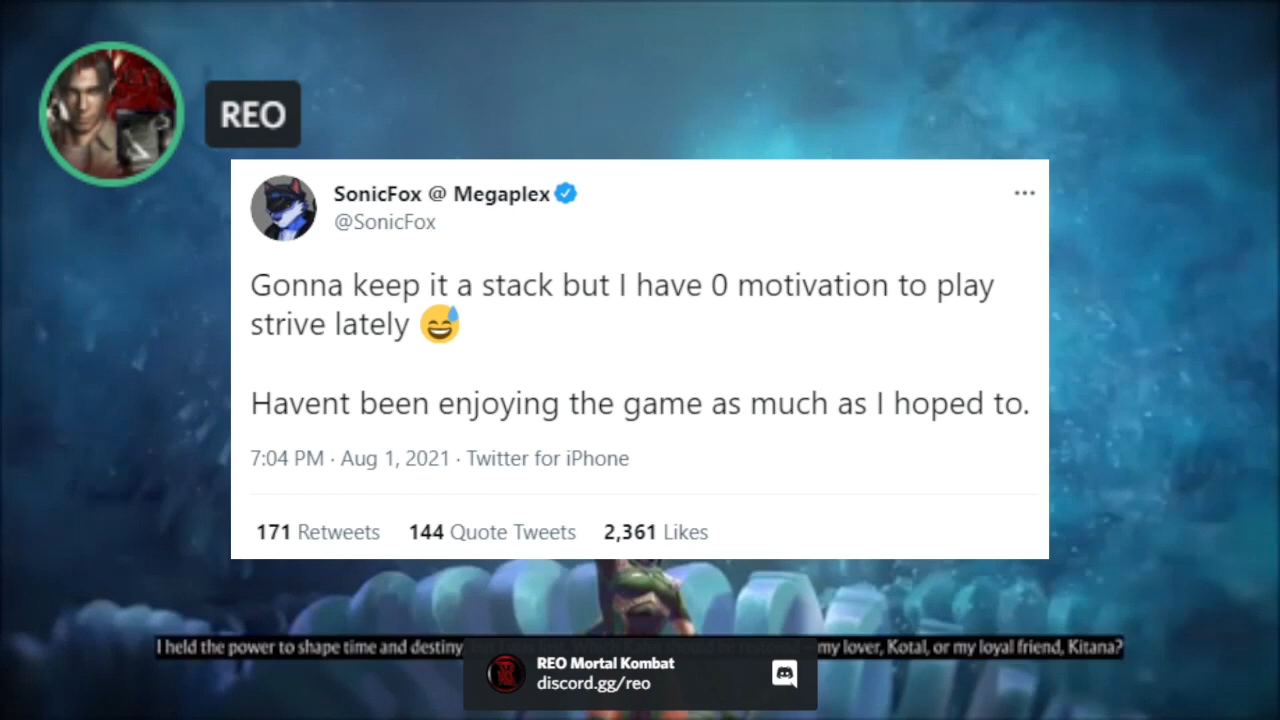 REO
SonicFox @ Megaplex
@SonicFox
Gonna keep it a stack but I have 0 motivation to play
strive lately 😅
Havent been enjoying the game as much as I hoped to.
7:04 PM · Aug 1, 2021 · Twitter for iPhone
171 Retweets 144 Quote Tweets 2,361 Likes
I held the power to shape time and destiny my lover, Kotal, or my loyal friend, Kitana?
REO Mortal Kombat
discord.gg/reo